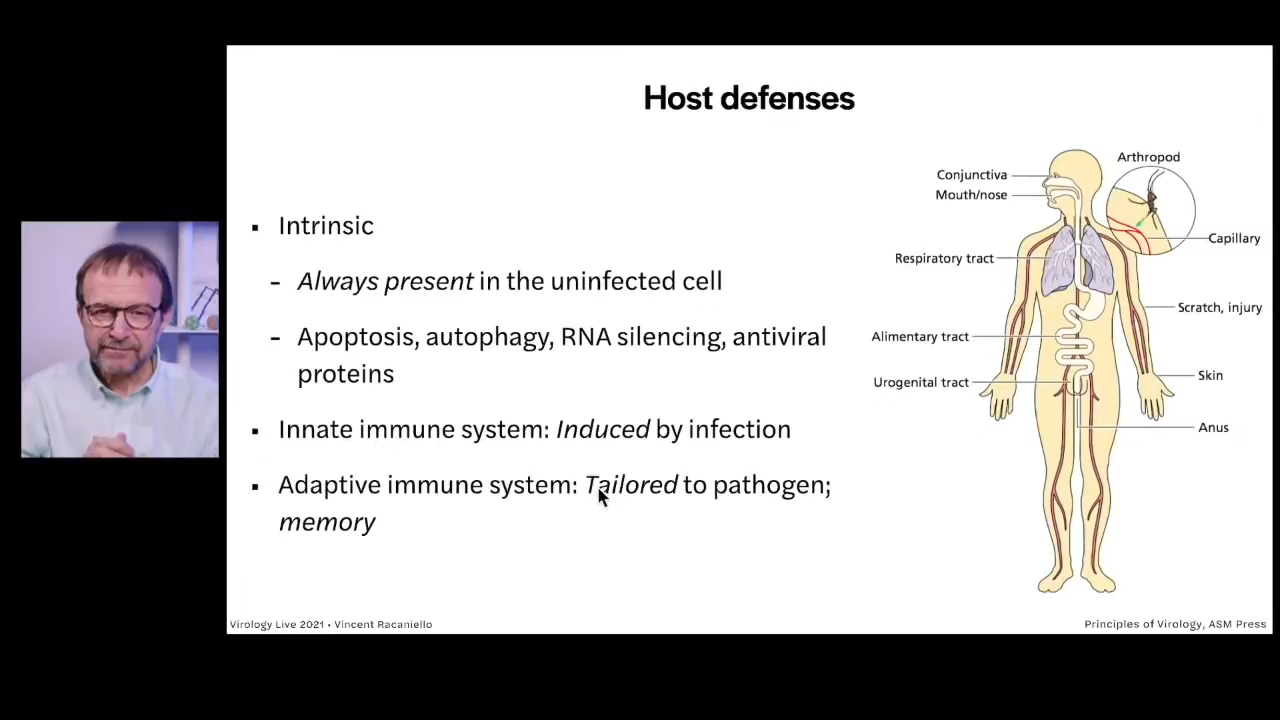 Host defenses
▪ Intrinsic
- Always present in the uninfected cell
- Apoptosis, autophagy, RNA silencing, antiviral
proteins
▪ Innate immune system: Induced by infection
▪ Adaptive immune system: Tailored to pathogen;
memory
Arthropod
Conjunctiva
Mouth/nose
Capillary
Respiratory tract
Scratch, injury
Alimentary tract
Skin
Urogenital tract
Anus
Virology Live 2021 • Vincent Racaniello
Principles of Virology, ASM Press